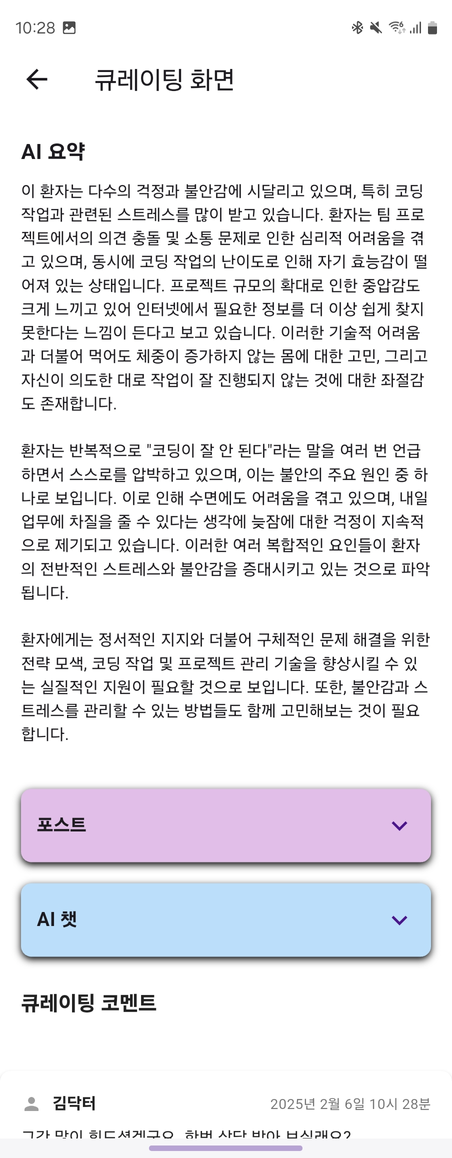 10:28
큐레이팅 화면
AI 요약
이 환자는 다수의 걱정과 불안감에 시달리고 있으며, 특히 코딩
작업과 관련된 스트레스를 많이 받고 있습니다. 환자는 팀 프로
젝트에서의 의견 충돌 및 소통 문제로 인한 심리적 어려움을 겪
고 있으며, 동시에 코딩 작업의 난이도로 인해 자기 효능감이 떨
어져 있는 상태입니다. 프로젝트 규모의 확대로 인한 중압감도
크게 느끼고 있어 인터넷에서 필요한 정보를 더 이상 쉽게 찾지
못한다는 느낌이 든다고 보고 있습니다. 이러한 기술적 어려움
과 더불어 먹어도 체중이 증가하지 않는 몸에 대한 고민, 그리고
자신이 의도한 대로 작업이 잘 진행되지 않는 것에 대한 좌절감
도 존재합니다.
환자는 반복적으로 "코딩이 잘 안 된다"라는 말을 여러 번 언급
하면서 스스로를 압박하고 있으며, 이는 불안의 주요 원인 중 하
나로 보입니다. 이로 인해 수면에도 어려움을 겪고 있으며, 내일
업무에 차질을 줄 수 있다는 생각에 늦잠에 대한 걱정이 지속적
으로 제기되고 있습니다. 이러한 여러 복합적인 요인들이 환자
의 전반적인 스트레스와 불안감을 증대시키고 있는 것으로 파악
됩니다.
환자에게는 정서적인 지지와 더불어 구체적인 문제 해결을 위한
전략 모색, 코딩 작업 및 프로젝트 관리 기술을 향상시킬 수 있
는 실질적인 지원이 필요할 것으로 보입니다. 또한, 불안감과 스
트레스를 관리할 수 있는 방법들도 함께 고민해보는 것이 필요
합니다.
포스트
AI 챗
큐레이팅 코멘트
김닥터
2025년 2월 6일 10시 28분
그간 많이 힘드셨겠군요. 한번 상담 받아 보실래요?